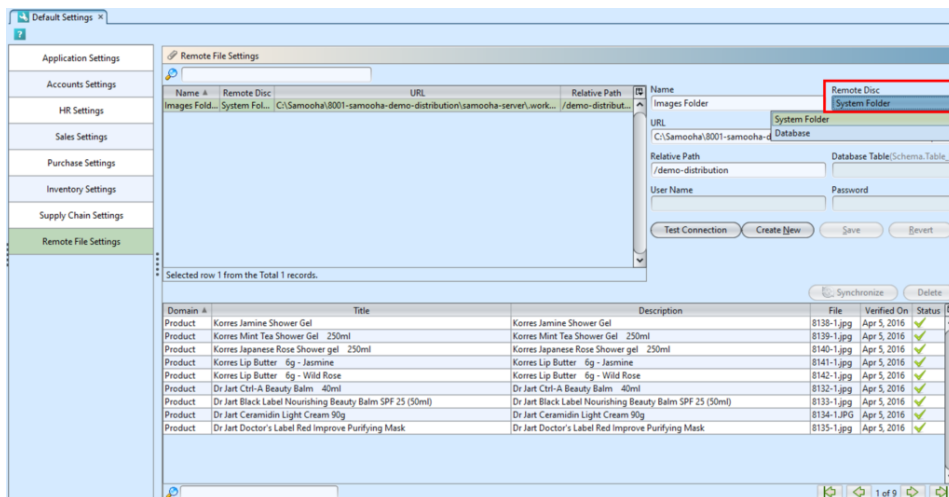 Default Settings ×
?
Application Settings
Accounts Settings
HR Settings
Sales Settings
Purchase Settings
Inventory Settings
Supply Chain Settings
Remote File Settings
Remote File Settings
Name Remote Disc URL Relative Path
Images Fold... System Fol... C:\Samooha\8001-samooha-demo-distribution\samooha-server\.work... /demo-distribut...
Selected row 1 from the Total 1 records.
Name Remote Disc
Images Folder System Folder
System Folder
Database
URL
C:\Samooha\8001-samooha-d
Relative Path Database Table(Schema.Table_
/demo-distribution
User Name Password
Test Connection Create New Save Revert
Synchronize Delete
Domain Title Description File Verified On Status
Product Korres Jamine Shower Gel Korres Jamine Shower Gel 8138-1.jpg Apr 5, 2016
Product Korres Mint Tea Shower Gel 250ml Korres Mint Tea Shower Gel 250ml 8139-1.jpg Apr 5, 2016
Product Korres Japanese Rose Shower gel 250ml Korres Japanese Rose Shower gel 250ml 8140-1.jpg Apr 5, 2016
Product Korres Lip Butter 6g - Jasmine Korres Lip Butter 6g - Jasmine 8141-1.jpg Apr 5, 2016
Product Korres Lip Butter 6g - Wild Rose Korres Lip Butter 6g - Wild Rose 8142-1.jpg Apr 5, 2016
Product Dr Jart Ctrl-A Beauty Balm 40ml Dr Jart Ctrl-A Beauty Balm 40ml 8132-1.jpg Apr 5, 2016
Product Dr Jart Black Label Nourishing Beauty Balm SPF 25 (50ml) Dr Jart Black Label Nourishing Beauty Balm SPF 25 (50ml) 8133-1.jpg Apr 5, 2016
Product Dr Jart Ceramidin Light Cream 90g Dr Jart Ceramidin Light Cream 90g 8134-1.JPG Apr 5, 2016
Product Dr Jart Doctor's Label Red Improve Purifying Mask Dr Jart Doctor's Label Red Improve Purifying Mask 8135-1.jpg Apr 5, 2016
1 of 9